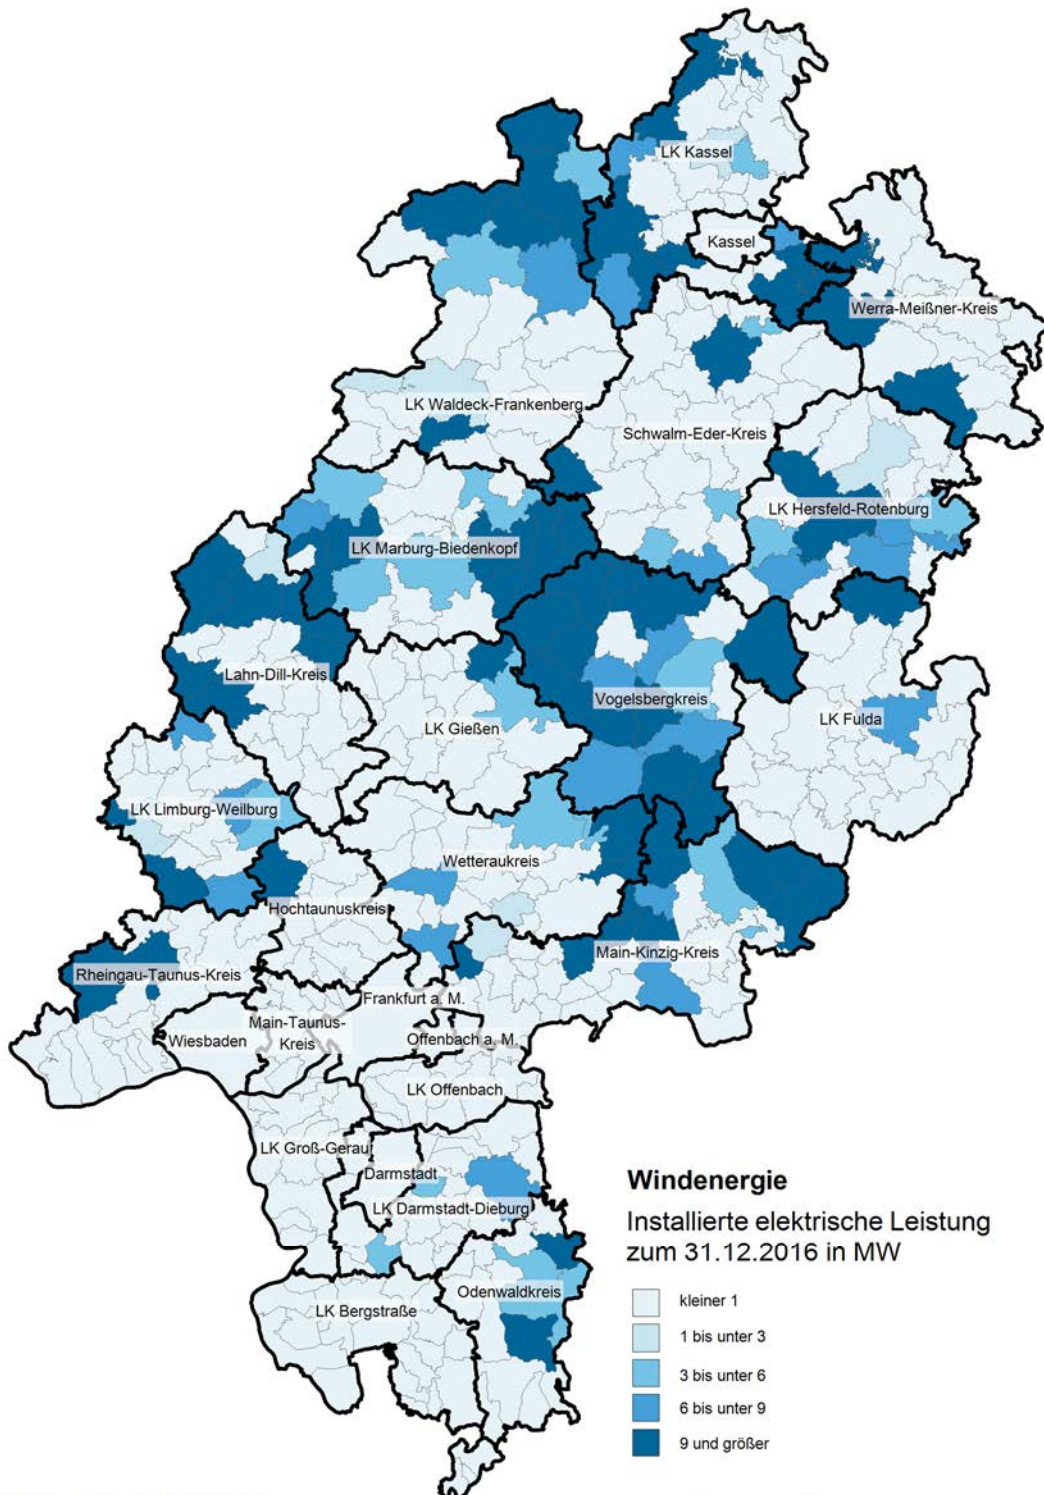 LK Kassel
Kassel
Werra-Meißner-Kreis
LK Waldeck-Frankenberg
Schwalm-Eder-Kreis
LK Hersfeld-Rotenburg
LK Marburg-Biedenkopf
Lahn-Dill-Kreis
Vogelsbergkreis
LK Gießen
LK Fulda
LK Limburg-Weilburg
Wetteraukreis
Hochtaunuskreis
Main-Kinzig-Kreis
Rheingau-Taunus-Kreis
Frankfurt a. M.
Main-Taunus-
Kreis
Wiesbaden
Offenbach a. M.
LK Offenbach
LK Groß-Gerau
Darmstadt
LK Darmstadt-Dieburg
Odenwaldkreis
LK Bergstraße
Windenergie
Installierte elektrische Leistung
zum 31.12.2016 in MW
kleiner 1
1 bis unter 3
3 bis unter 6
6 bis unter 9
9 und größer